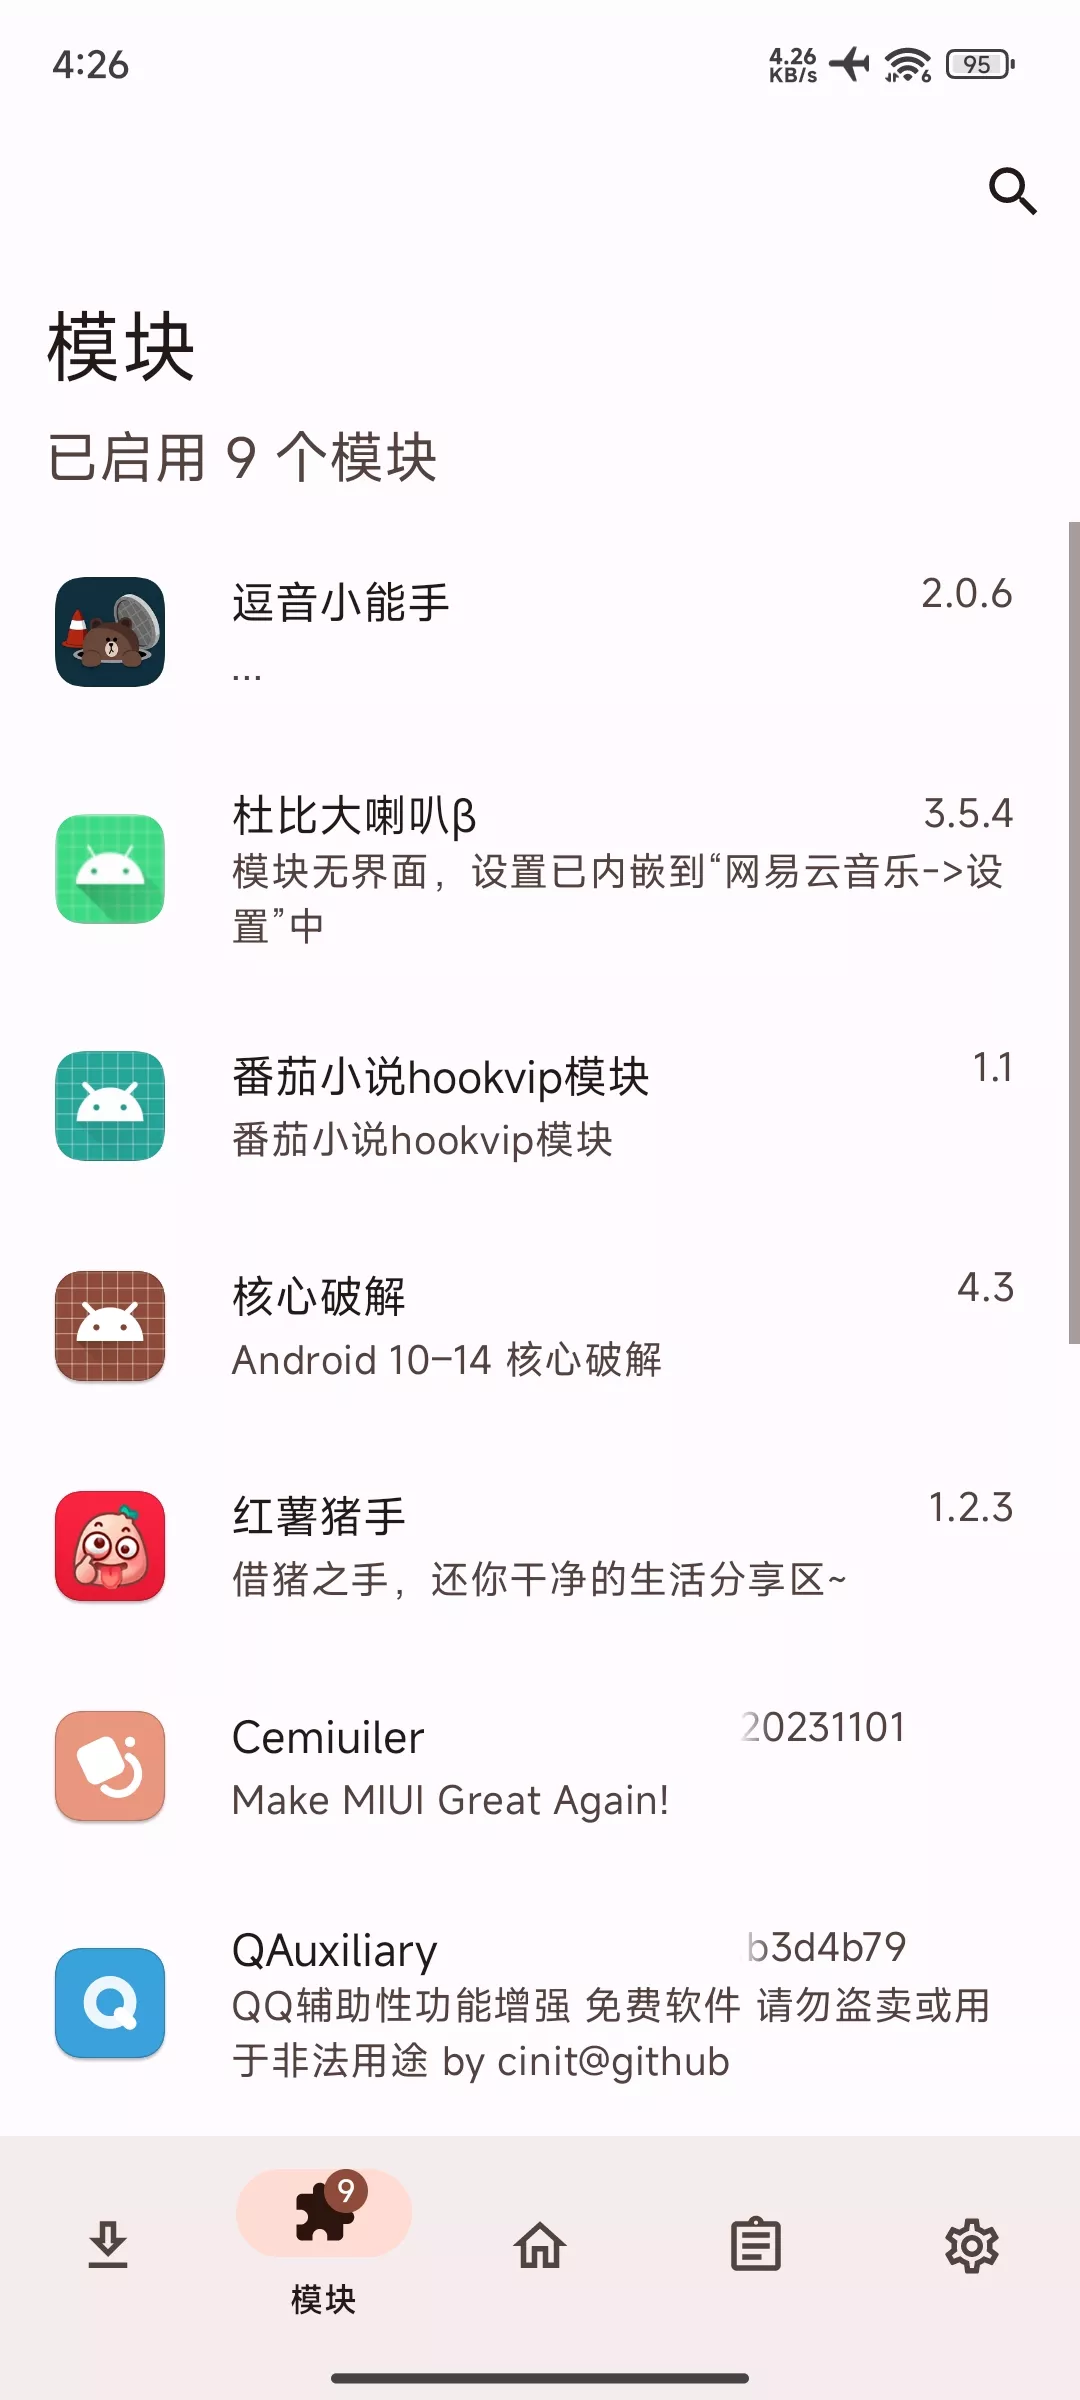 4:26
4.26
KB/s
6
95
模块
已启用 9 个模块
逗音小能手
2.0.6
...
杜比大喇叭β
3.5.4
模块无界面，设置已内嵌到“网易云音乐->设
置”中
番茄小说hookvip模块
1.1
番茄小说hookvip模块
核心破解
4.3
Android 10–14 核心破解
红薯猪手
1.2.3
借猪之手，还你干净的生活分享区~
Cemiuiler
20231101
Make MIUI Great Again!
QAuxiliary
b3d4b79
QQ辅助性功能增强 免费软件 请勿盗卖或用
于非法用途 by cinit@github
9
模块